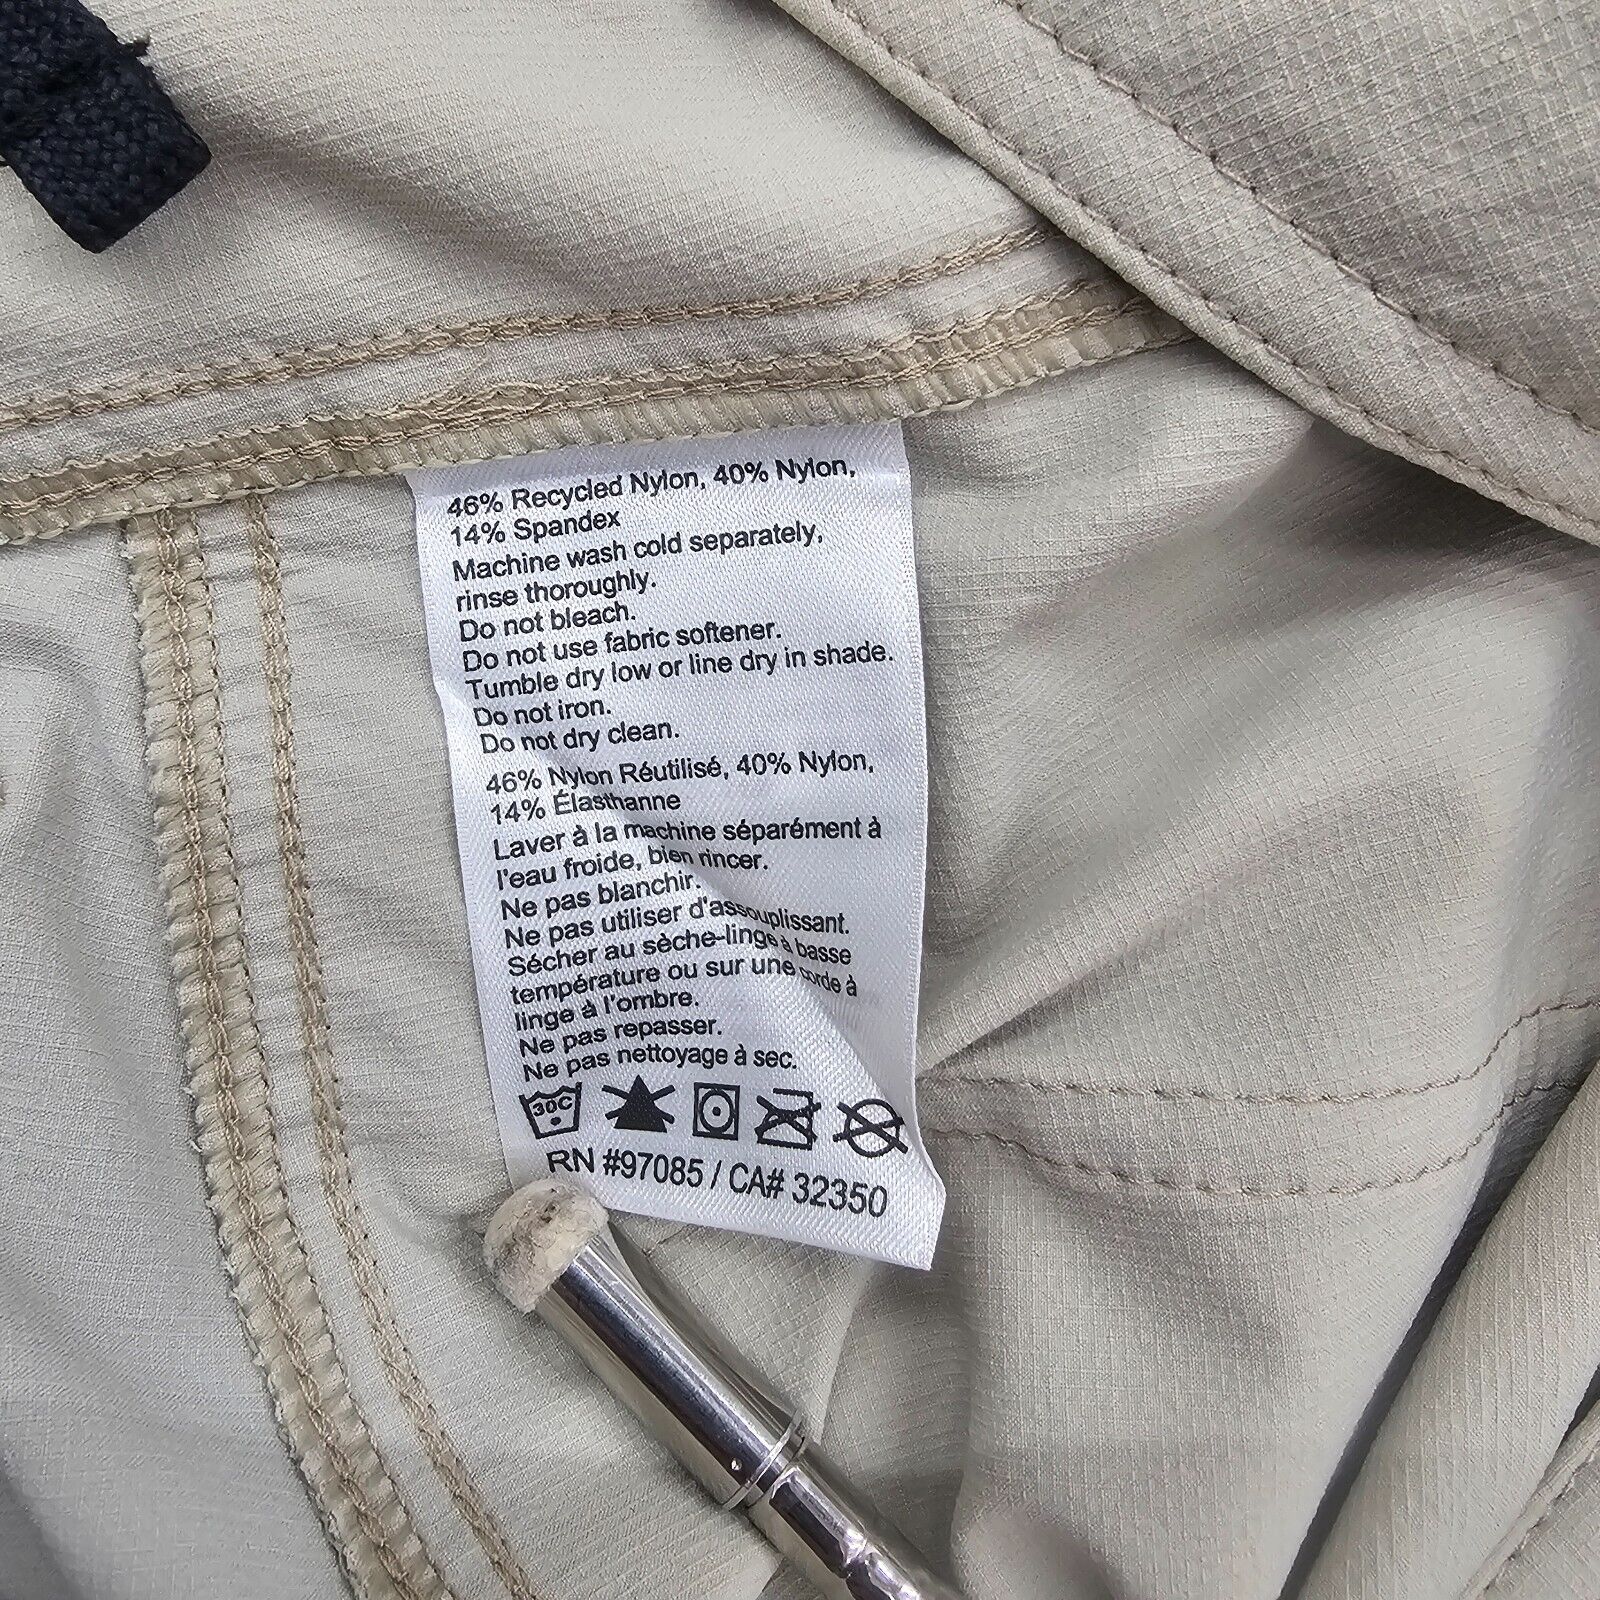 46% Recycled Nylon, 40% Nylon,
14% Spandex
Machine wash cold separately,
rinse thoroughly.
Do not bleach.
Do not use fabric softener.
Tumble dry low or line dry in shade.
Do not iron.
Do not dry clean.
46% Nylon Réutilisé, 40% Nylon,
14% Élasthanne
Laver à la machine séparément à
l'eau froide, bien rincer.
Ne pas blanchir.
Ne pas utiliser d'assouplissant.
Sécher au sèche-linge à basse
température ou sur une corde à
linge à l'ombre.
Ne pas repasser.
Ne pas nettoyage à sec.
30C
RN #97085 / CA# 32350